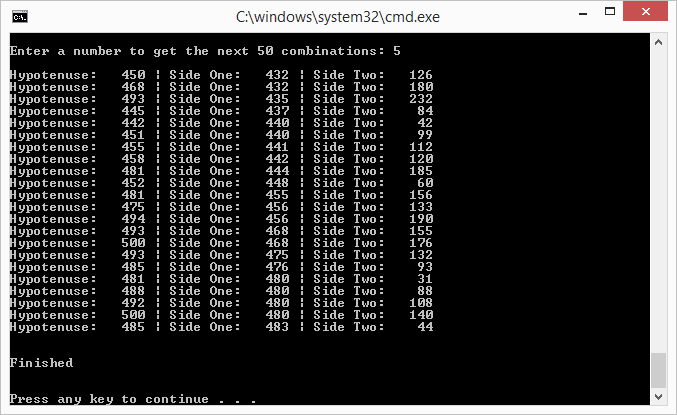 C:\windows\system32\cmd.exe
Enter a number to get the next 50 combinations: 5
Hypotenuse:   450 ¦ Side One:   432 ¦ Side Two:   126
Hypotenuse:   468 ¦ Side One:   432 ¦ Side Two:   180
Hypotenuse:   493 ¦ Side One:   435 ¦ Side Two:   232
Hypotenuse:   445 ¦ Side One:   437 ¦ Side Two:    84
Hypotenuse:   442 ¦ Side One:   440 ¦ Side Two:    42
Hypotenuse:   451 ¦ Side One:   440 ¦ Side Two:    99
Hypotenuse:   455 ¦ Side One:   441 ¦ Side Two:   112
Hypotenuse:   458 ¦ Side One:   442 ¦ Side Two:   120
Hypotenuse:   481 ¦ Side One:   444 ¦ Side Two:   185
Hypotenuse:   452 ¦ Side One:   448 ¦ Side Two:    60
Hypotenuse:   481 ¦ Side One:   455 ¦ Side Two:   156
Hypotenuse:   475 ¦ Side One:   456 ¦ Side Two:   133
Hypotenuse:   494 ¦ Side One:   456 ¦ Side Two:   190
Hypotenuse:   493 ¦ Side One:   468 ¦ Side Two:   155
Hypotenuse:   500 ¦ Side One:   468 ¦ Side Two:   176
Hypotenuse:   493 ¦ Side One:   475 ¦ Side Two:   132
Hypotenuse:   485 ¦ Side One:   476 ¦ Side Two:    93
Hypotenuse:   481 ¦ Side One:   480 ¦ Side Two:    31
Hypotenuse:   488 ¦ Side One:   480 ¦ Side Two:    88
Hypotenuse:   492 ¦ Side One:   480 ¦ Side Two:   108
Hypotenuse:   500 ¦ Side One:   480 ¦ Side Two:   140
Hypotenuse:   485 ¦ Side One:   483 ¦ Side Two:    44
Finished
Press any key to continue . . .